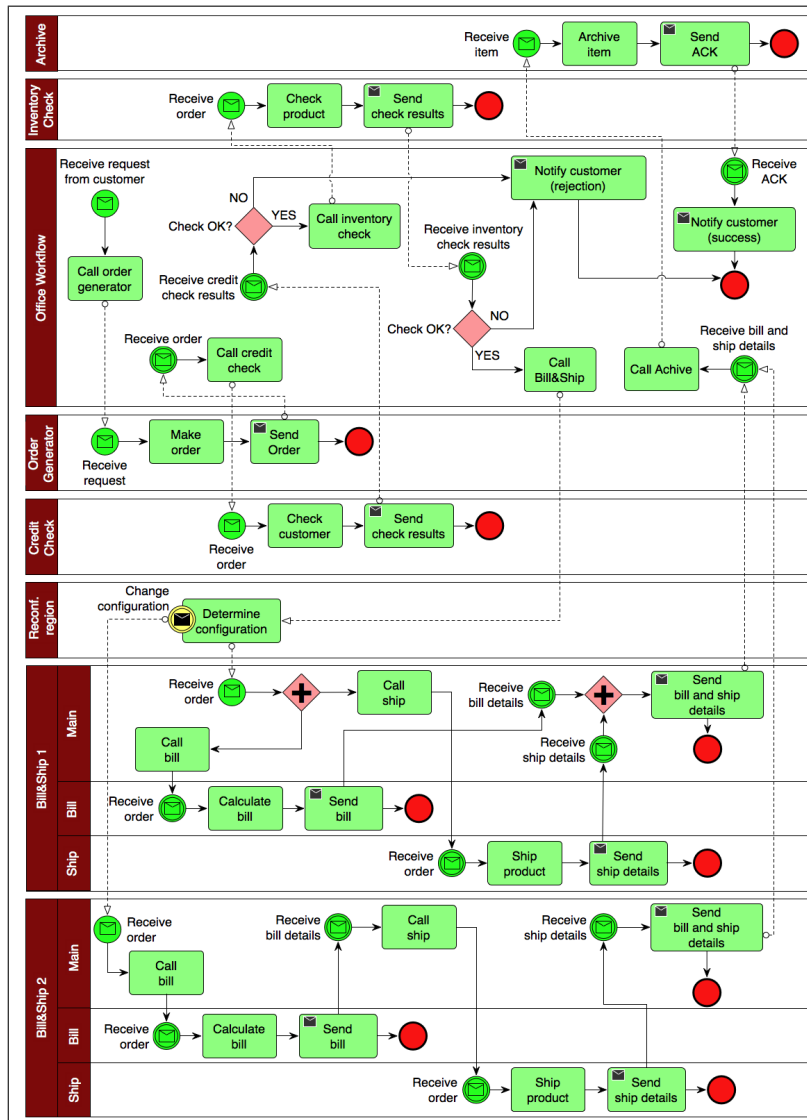 Archive
Receive
item
Archive
item
Send
ACK
Inventory
Check
Receive
order
Check
product
Send
check results
Office Workflow
Receive request
from customer
Call order
generator
NO
Check OK?
YES
Call inventory
check
Receive credit
check results
Receive order
Call credit
check
Receive inventory
check results
Notify customer
(rejection)
Check OK?
NO
YES
Call
Bill&Ship
Receive
ACK
Notify customer
(success)
Receive bill and
ship details
Call Achive
Order
Generator
Receive
request
Make
order
Send
Order
Credit
Check
Receive
order
Check
customer
Send
check results
Reconf.
region
Change
configuration
Determine
configuration
Bill&Ship 1
Main
Receive
order
Call
ship
Call
bill
Receive
bill details
Receive
ship details
Send
bill and ship
details
Bill
Receive
order
Calculate
bill
Send
bill
Ship
Receive
order
Ship
product
Send
ship details
Bill&Ship 2
Main
Receive
order
Call
bill
Receive
bill details
Call
ship
Receive
ship details
Send
bill and ship
details
Bill
Receive
order
Calculate
bill
Send
bill
Ship
Receive
order
Ship
product
Send
ship details